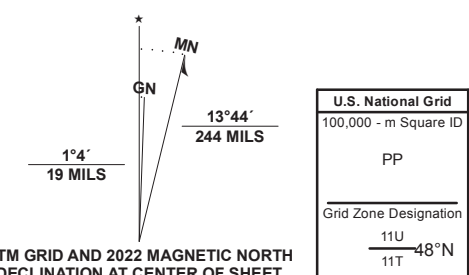 ★
MN
GN
13°44´
244 MILS
1°4´
19 MILS
TM GRID AND 2022 MAGNETIC NORTH
DECLINATION AT CENTER OF SHEET
U.S. National Grid
100,000 - m Square ID
PP
Grid Zone Designation
11U
48°N
11T